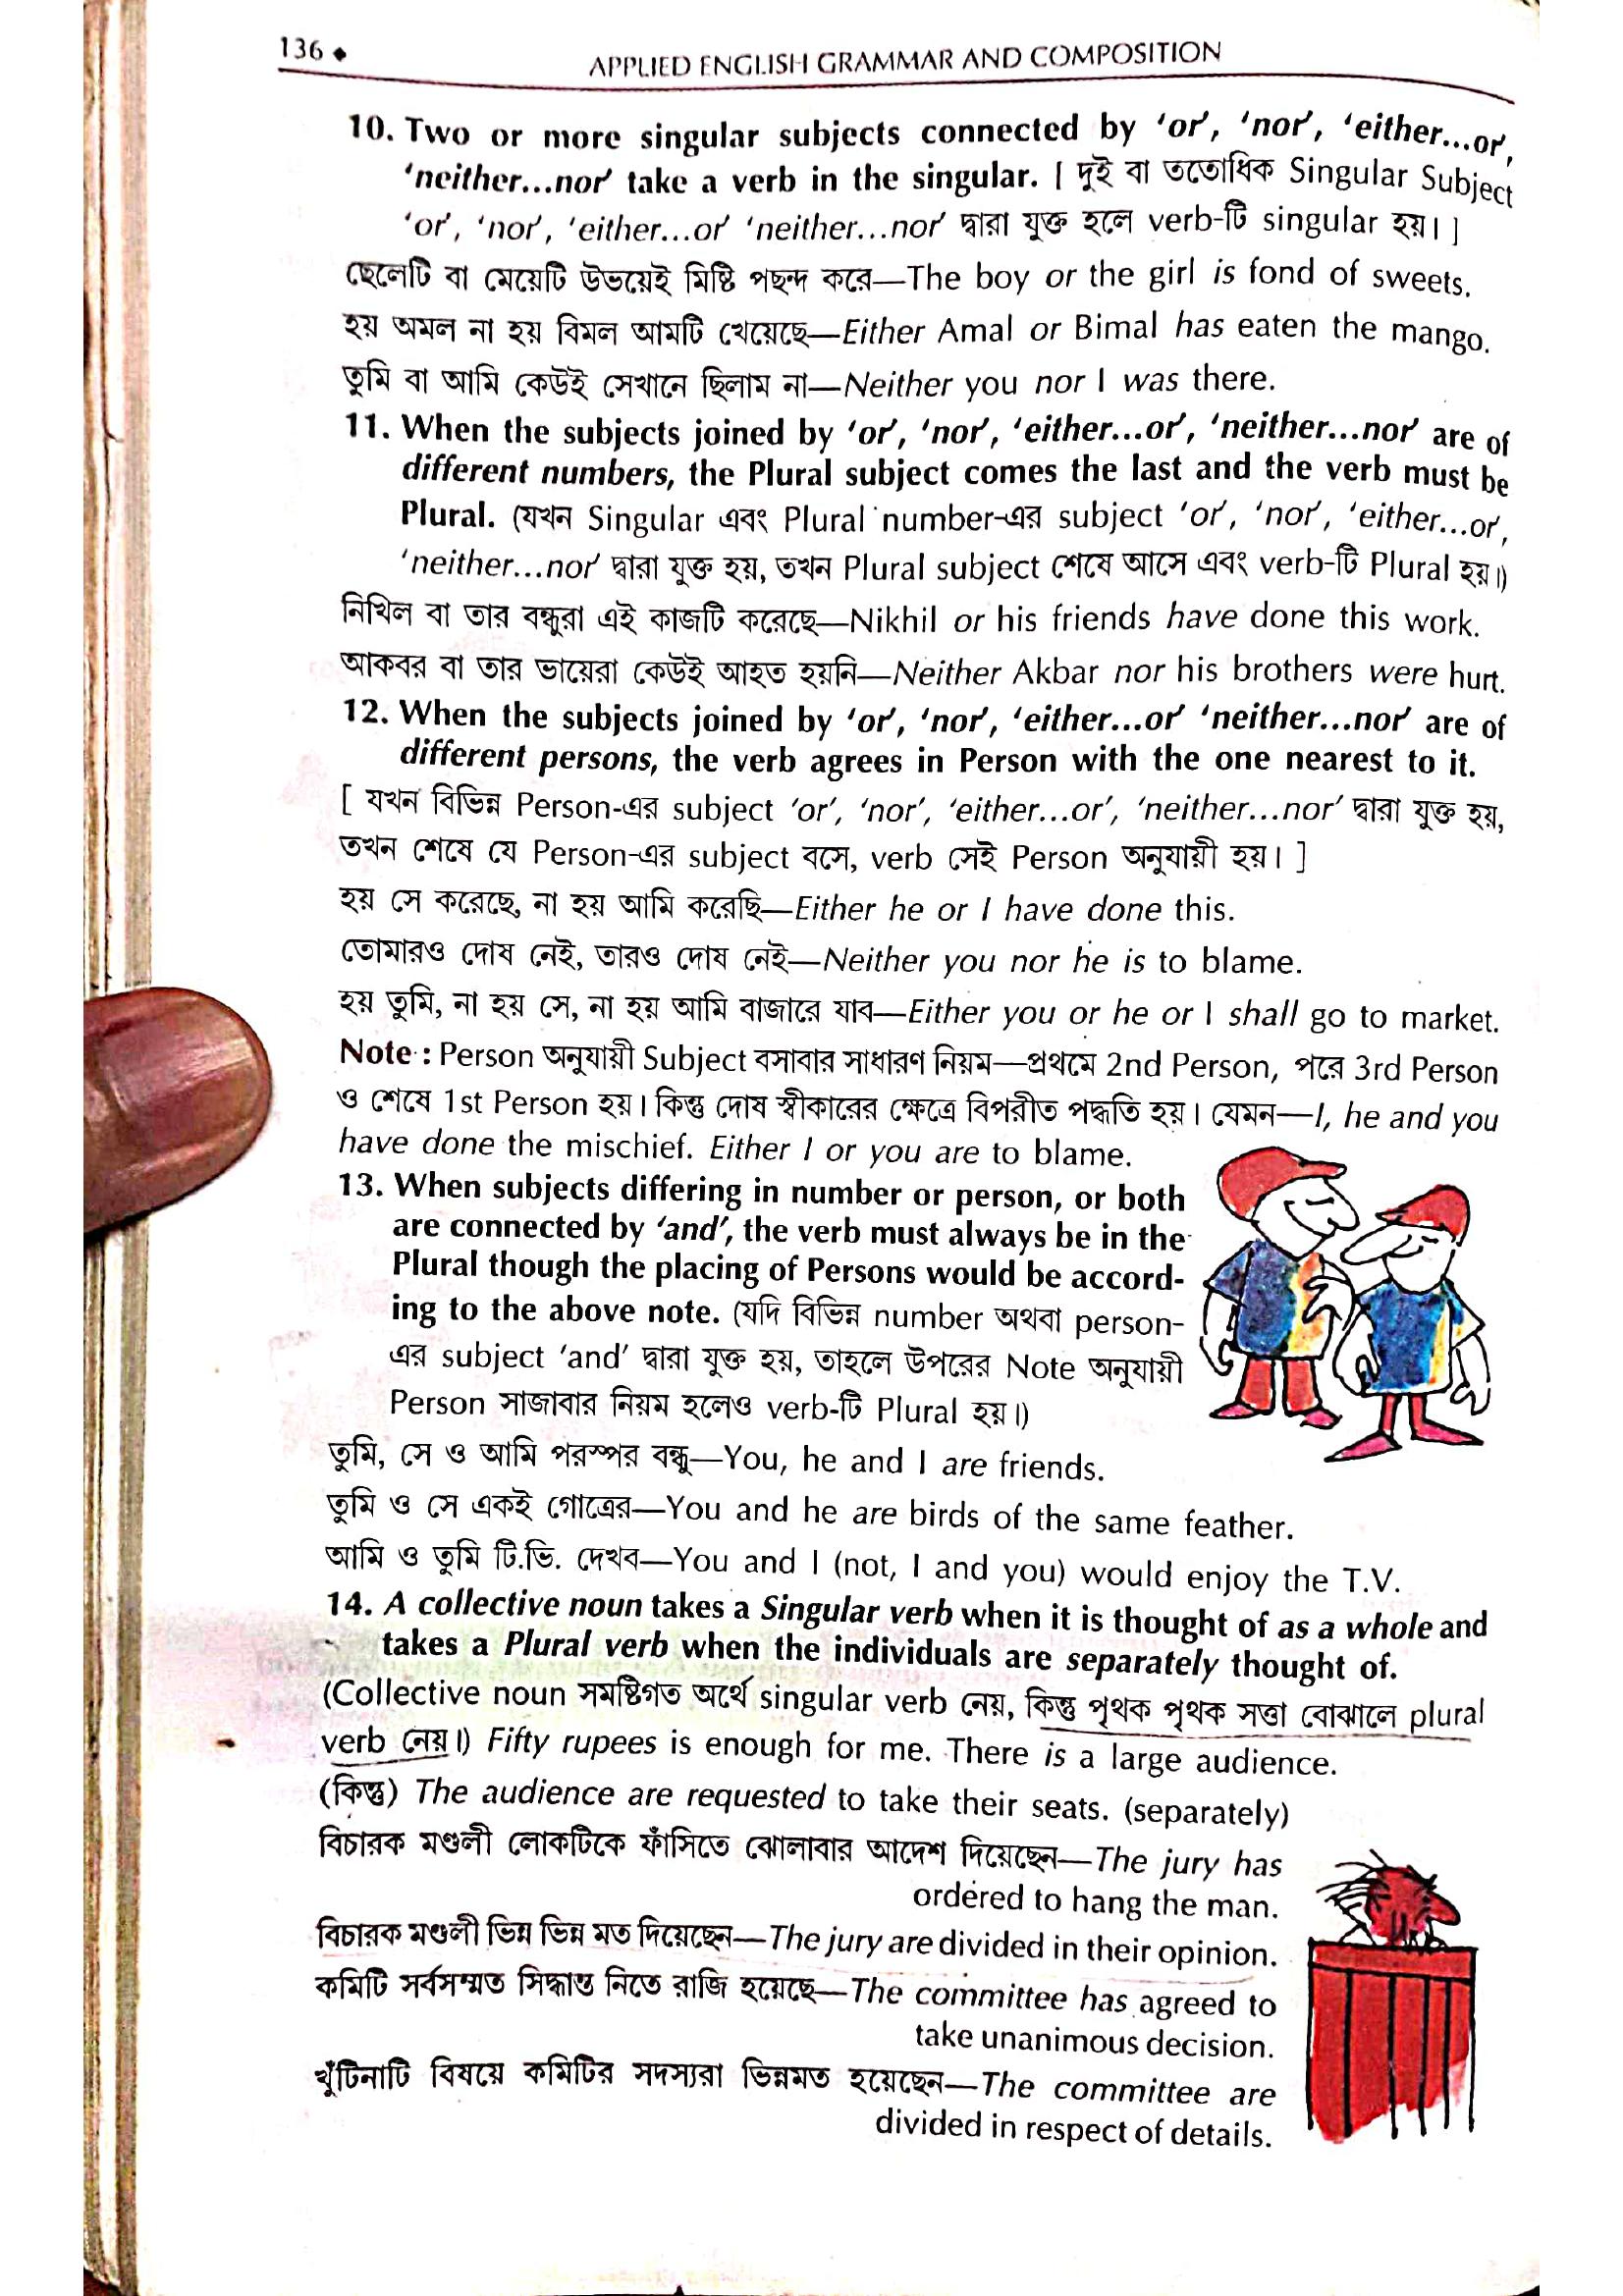 136 ◆
APPLIED ENGLISH GRAMMAR AND COMPOSITION
10. Two or more singular subjects connected by ‘or’, ‘nor’, ‘either...or’,
‘neither...nor’ take a verb in the singular. [ দুই বা ততোধিক Singular Subject
‘or’, ‘nor’, ‘either...or’ ‘neither...nor’ দ্বারা যুক্ত হলে verb-টি singular হয়। ]
ছেলেটি বা মেয়েটি উভয়েই মিষ্টি পছন্দ করে—The boy or the girl is fond of sweets.
হয় অমল না হয় বিমল আমটি খেয়েছে—Either Amal or Bimal has eaten the mango.
তুমি বা আমি কেউই সেখানে ছিলাম না—Neither you nor I was there.
11. When the subjects joined by ‘or’, ‘nor’, ‘either...or’, ‘neither...nor’ are of
different numbers, the Plural subject comes the last and the verb must be
Plural. (যখন Singular এবং Plural number-এর subject ‘or’, ‘nor’, ‘either...or’,
‘neither...nor’ দ্বারা যুক্ত হয়, তখন Plural subject শেষে আসে এবং verb-টি Plural হয়।)
নিখিল বা তার বন্ধুরা এই কাজটি করেছে—Nikhil or his friends have done this work.
আকবর বা তার ভায়েরা কেউই আহত হয়নি—Neither Akbar nor his brothers were hurt.
12. When the subjects joined by ‘or’, ‘nor’, ‘either...or’ ‘neither...nor’ are of
different persons, the verb agrees in Person with the one nearest to it.
[ যখন বিভিন্ন Person-এর subject ‘or’, ‘nor’, ‘either...or’, ‘neither...nor’ দ্বারা যুক্ত হয়,
তখন শেষে যে Person-এর subject বসে, verb সেই Person অনুযায়ী হয়। ]
হয় সে করেছে, না হয় আমি করেছি—Either he or I have done this.
তোমারও দোষ নেই, তারও দোষ নেই—Neither you nor he is to blame.
হয় তুমি, না হয় সে, না হয় আমি বাজারে যাব—Either you or he or I shall go to market.
Note : Person অনুযায়ী Subject বসাবার সাধারণ নিয়ম—প্রথমে 2nd Person, পরে 3rd Person
ও শেষে 1st Person হয়। কিন্তু দোষ স্বীকারের ক্ষেত্রে বিপরীত পদ্ধতি হয়। যেমন—I, he and you
have done the mischief. Either I or you are to blame.
13. When subjects differing in number or person, or both
are connected by ‘and’, the verb must always be in the
Plural though the placing of Persons would be accord-
ing to the above note. (যদি বিভিন্ন number অথবা person-
এর subject ‘and’ দ্বারা যুক্ত হয়, তাহলে উপরের Note অনুযায়ী
Person সাজাবার নিয়ম হলেও verb-টি Plural হয়।)
তুমি, সে ও আমি পরস্পর বন্ধু—You, he and I are friends.
তুমি ও সে একই গোত্রের—You and he are birds of the same feather.
আমি ও তুমি টি.ভি. দেখব—You and I (not, I and you) would enjoy the T.V.
14. A collective noun takes a Singular verb when it is thought of as a whole and
takes a Plural verb when the individuals are separately thought of.
(Collective noun সমষ্টিগত অর্থে singular verb নেয়, কিন্তু পৃথক পৃথক সত্তা বোঝালে plural
verb নেয়।) Fifty rupees is enough for me. There is a large audience.
(কিন্তু) The audience are requested to take their seats. (separately)
বিচারক মণ্ডলী লোকটিকে ফাঁসিতে ঝোলাবার আদেশ দিয়েছেন—The jury has
ordered to hang the man.
বিচারক মণ্ডলী ভিন্ন ভিন্ন মত দিয়েছেন—The jury are divided in their opinion.
কমিটি সর্বসম্মত সিদ্ধান্ত নিতে রাজি হয়েছে—The committee has agreed to
take unanimous decision.
খুঁটিনাটি বিষয়ে কমিটির সদস্যরা ভিন্নমত হয়েছেন—The committee are
divided in respect of details.